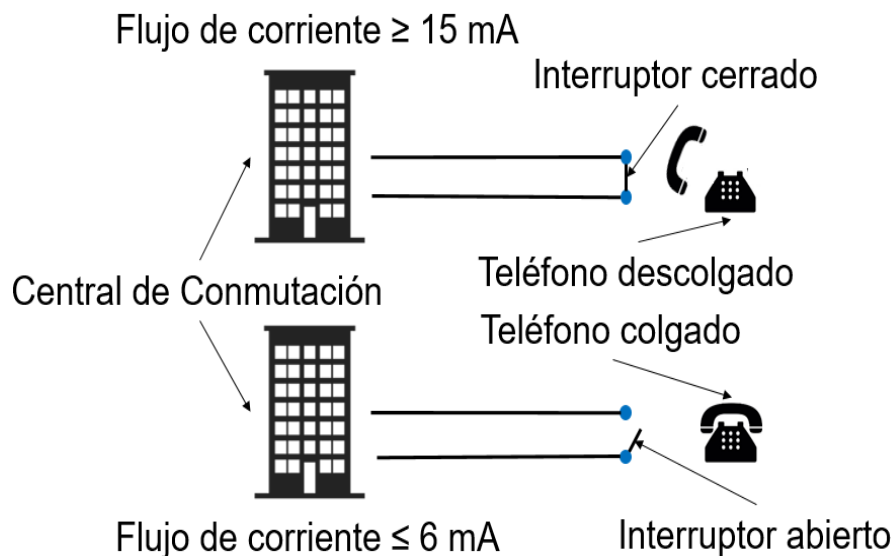 Flujo de corriente ≥ 15 mA
Interruptor cerrado
Teléfono descolgado
Central de Conmutación
Teléfono colgado
Flujo de corriente ≤ 6 mA
Interruptor abierto